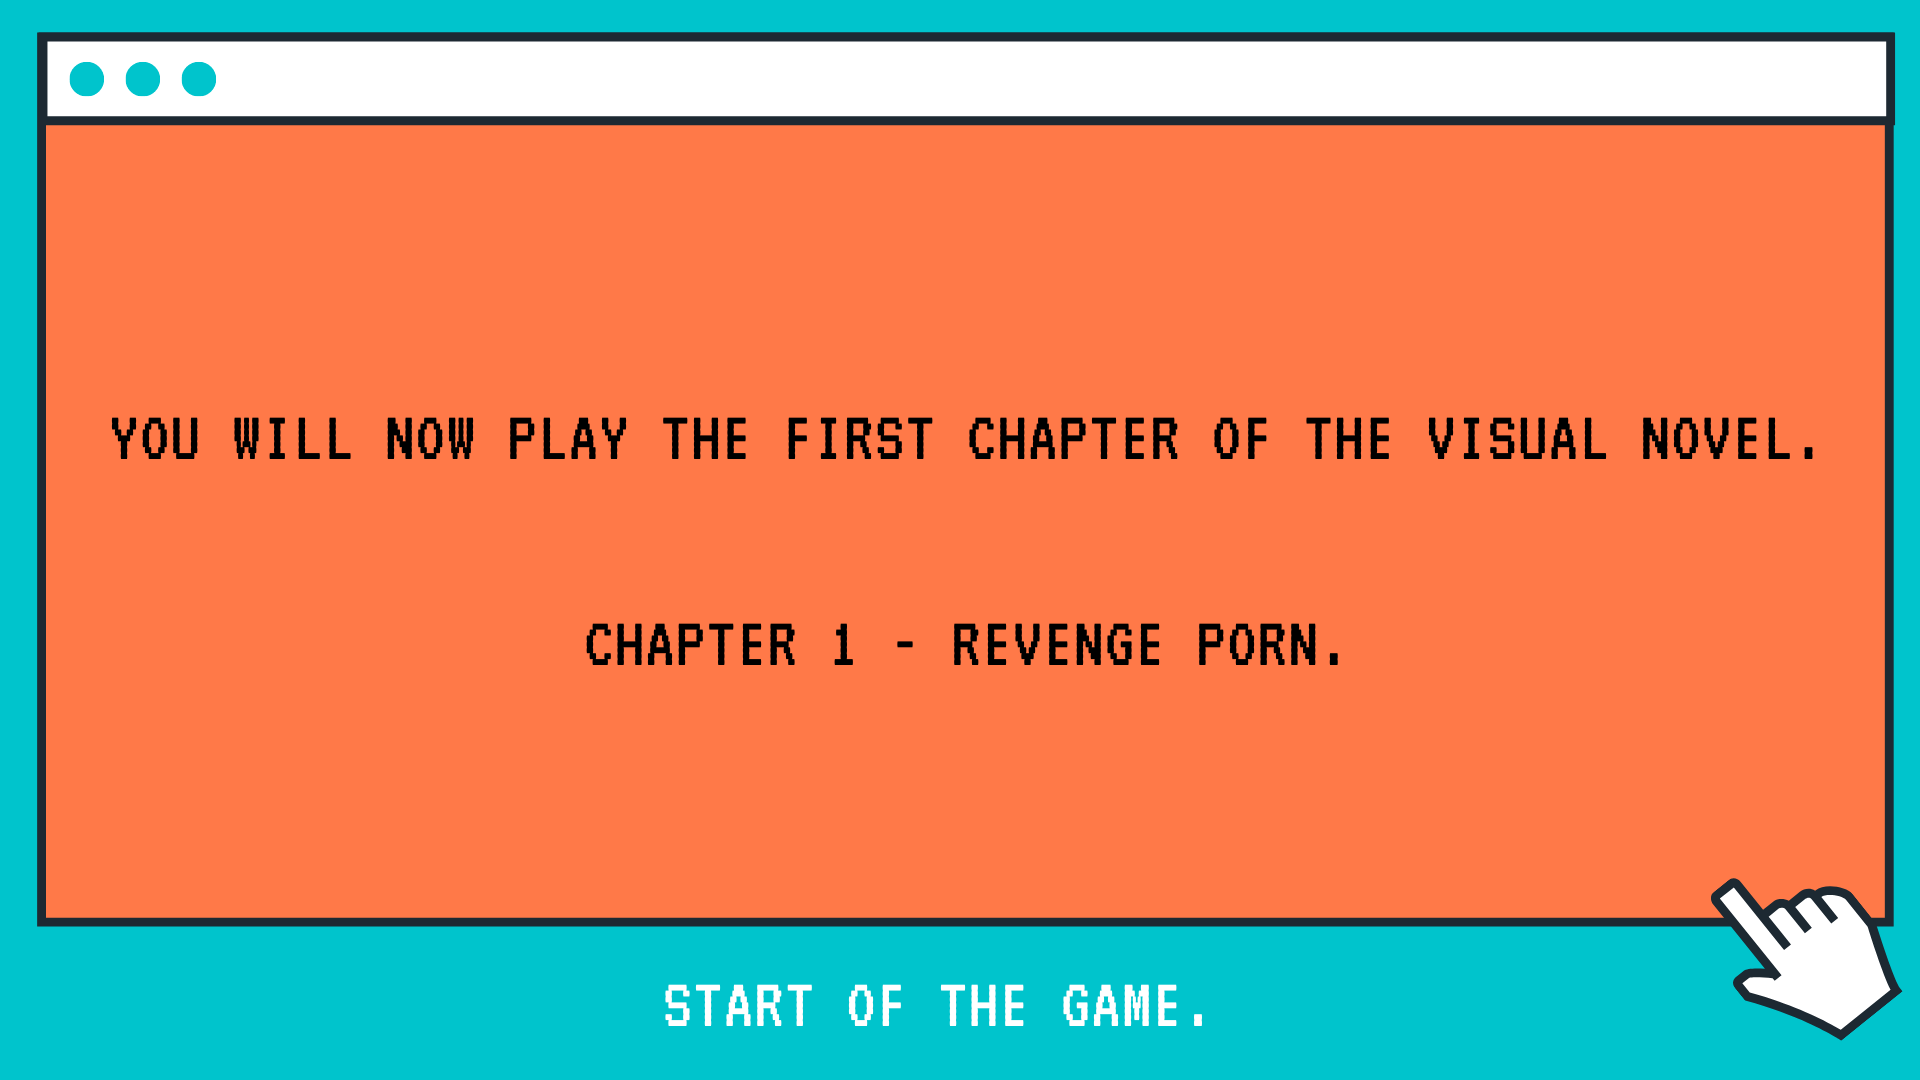 YOU WILL NOW PLAY THE FIRST CHAPTER OF THE VISUAL NOVEL.
CHAPTER 1 - REVENGE PORN.
START OF THE GAME.